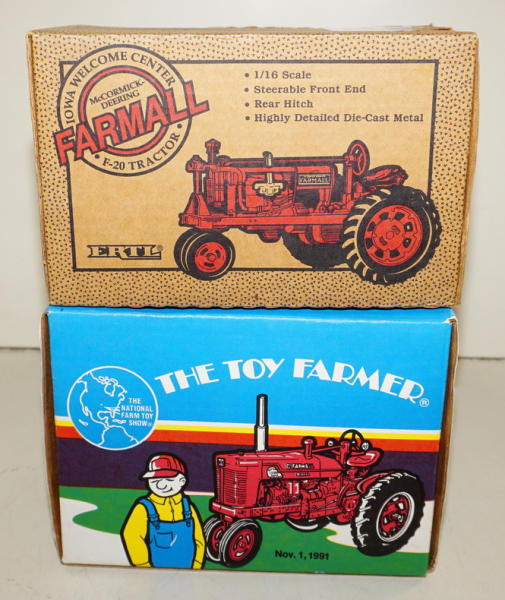 IOWA WELCOME CENTER
McCORMICK-
DEERING
FARMALL
• F-20 TRACTOR •
• 1/16 Scale
• Steerable Front End
• Rear Hitch
• Highly Detailed Die-Cast Metal
FARMALL
ERTL
THE TOY FARMER®
THE
NATIONAL
FARM TOY
SHOW®
Nov. 1, 1991